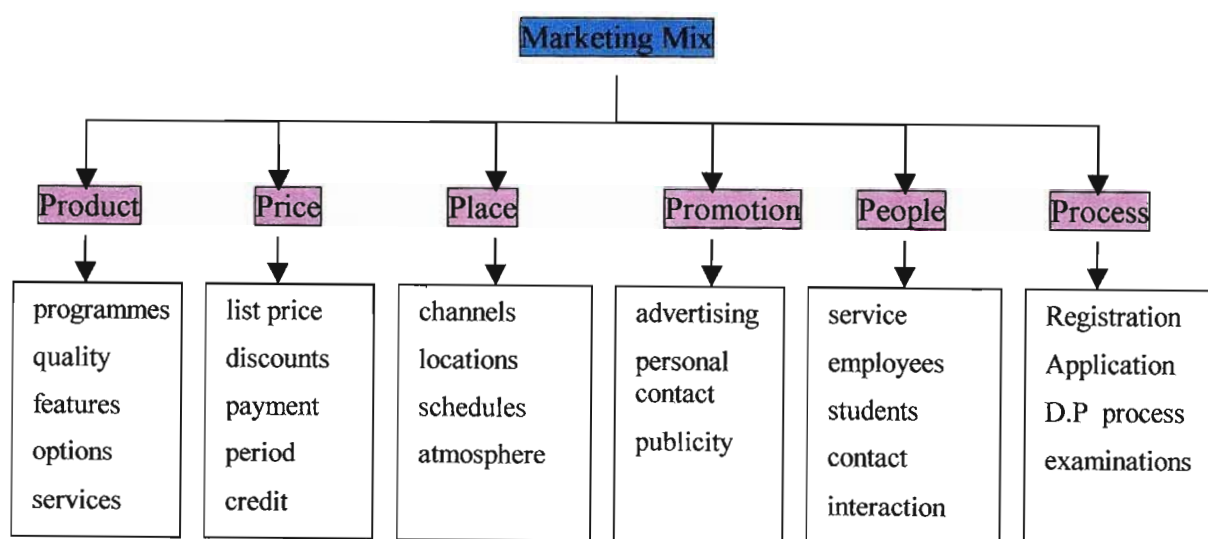 Marketing Mix
Product
Price
Place
Promotion
People
Process
programmes
quality
features
options
services
list price
discounts
payment
period
credit
channels
locations
schedules
atmosphere
advertising
personal
contact
publicity
service
employees
students
contact
interaction
Registration
Application
D.P process
examinations